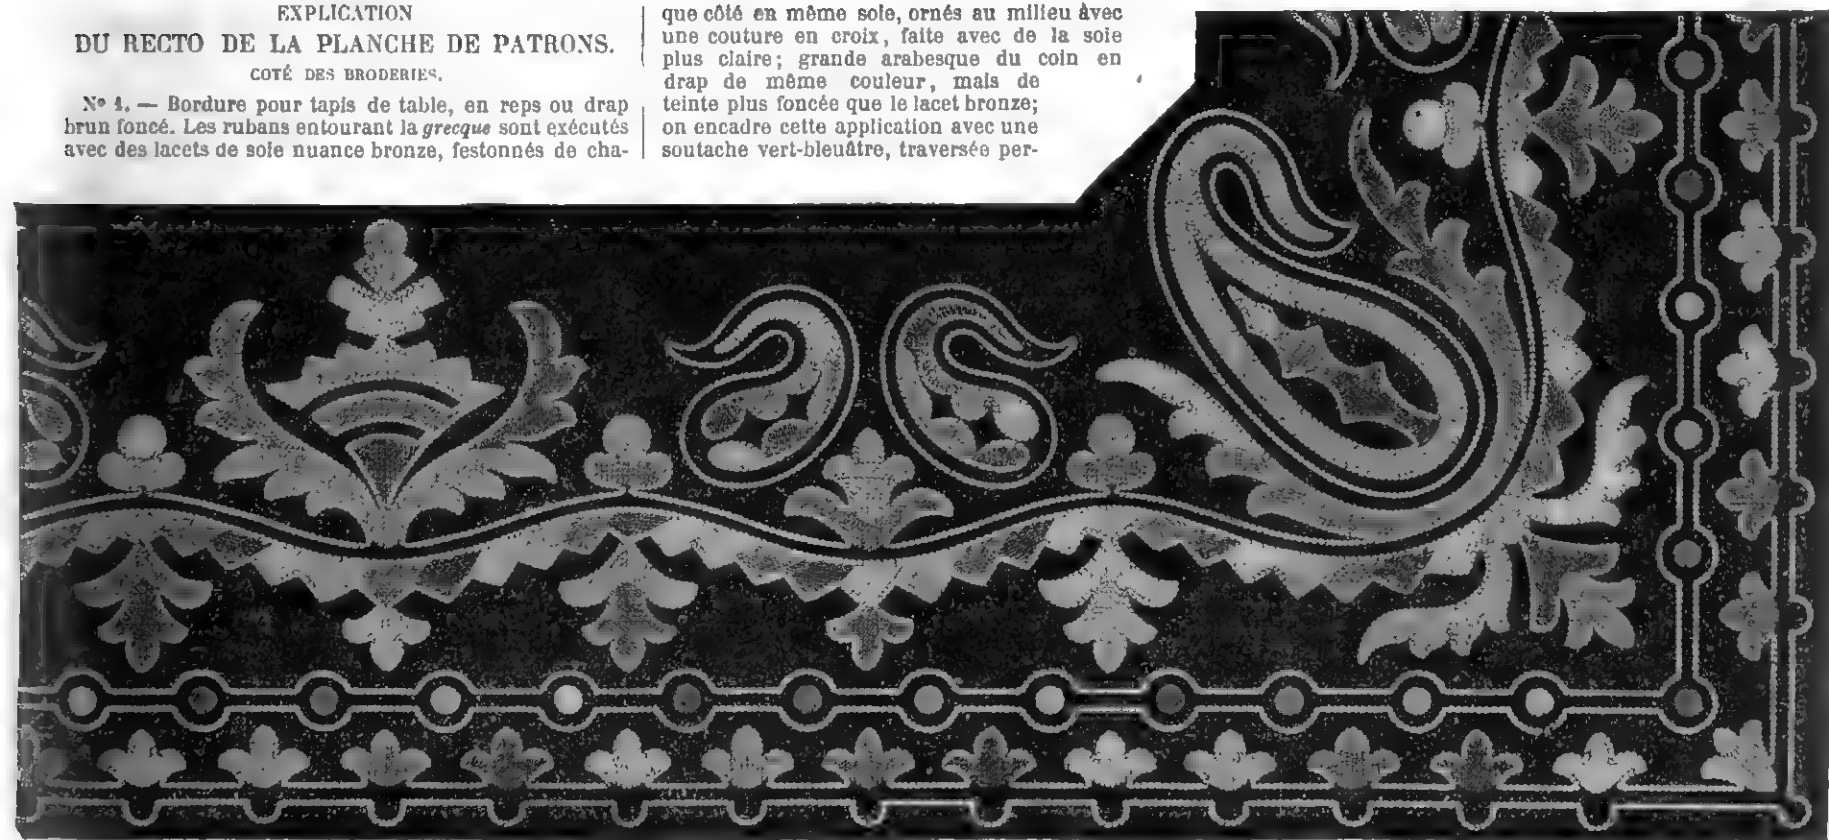 EXPLICATION
DU RECTO DE LA PLANCHE DE PATRONS.
COTÉ DES BRODERIES.
Nº 1. — Bordure pour tapis de table, en reps ou drap
brun foncé. Les rubans entourant la grecque sont exécutés
avec des lacets de soie nuance bronze, festonnés de cha-
que côté en même soie, ornés au milieu avec
une couture en croix, faite avec de la soie
plus claire; grande arabesque du coin en
drap de même couleur, mais de
teinte plus foncée que le lacet bronze;
on encadre cette application avec une
soutache vert-bleuâtre, traversée per-